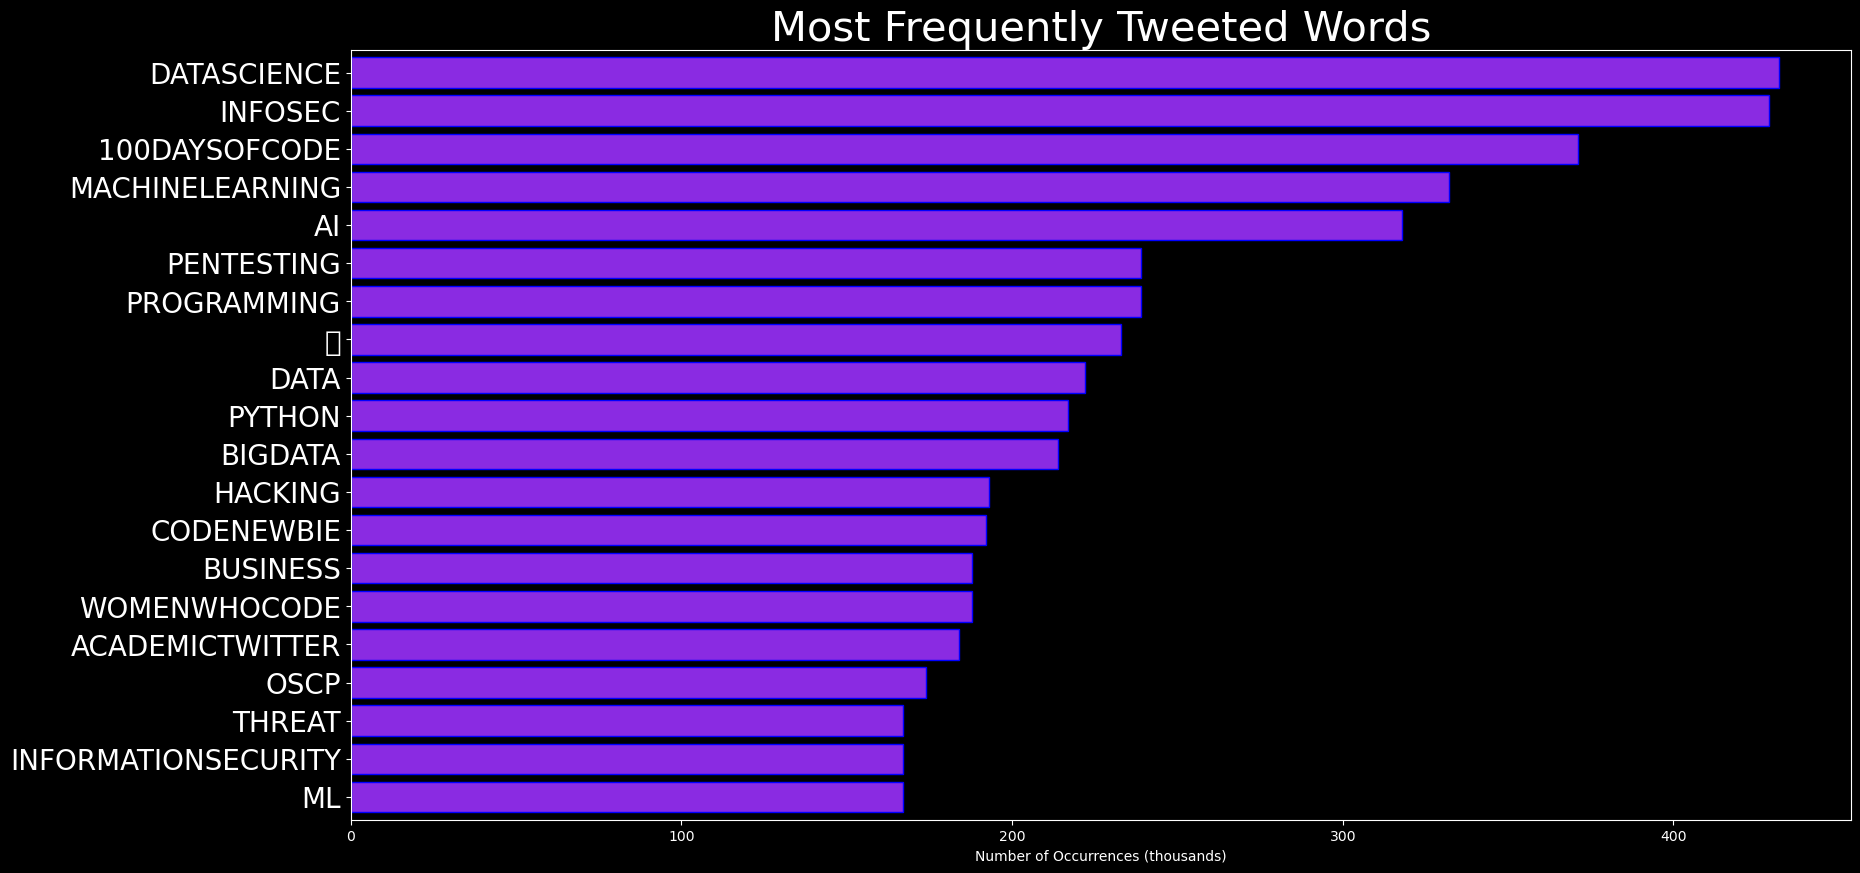 Most Frequently Tweeted Words
DATASCIENCE
INFOSEC
100DAYSOFCODE
MACHINELEARNING
AI
PENTESTING
PROGRAMMING
DATA
PYTHON
BIGDATA
HACKING
CODENEWBIE
BUSINESS
WOMENWHOCODE
ACADEMICTWITTER
OSCP
THREAT
INFORMATIONSECURITY
ML
0 100 200 300 400
Number of Occurrences (thousands)